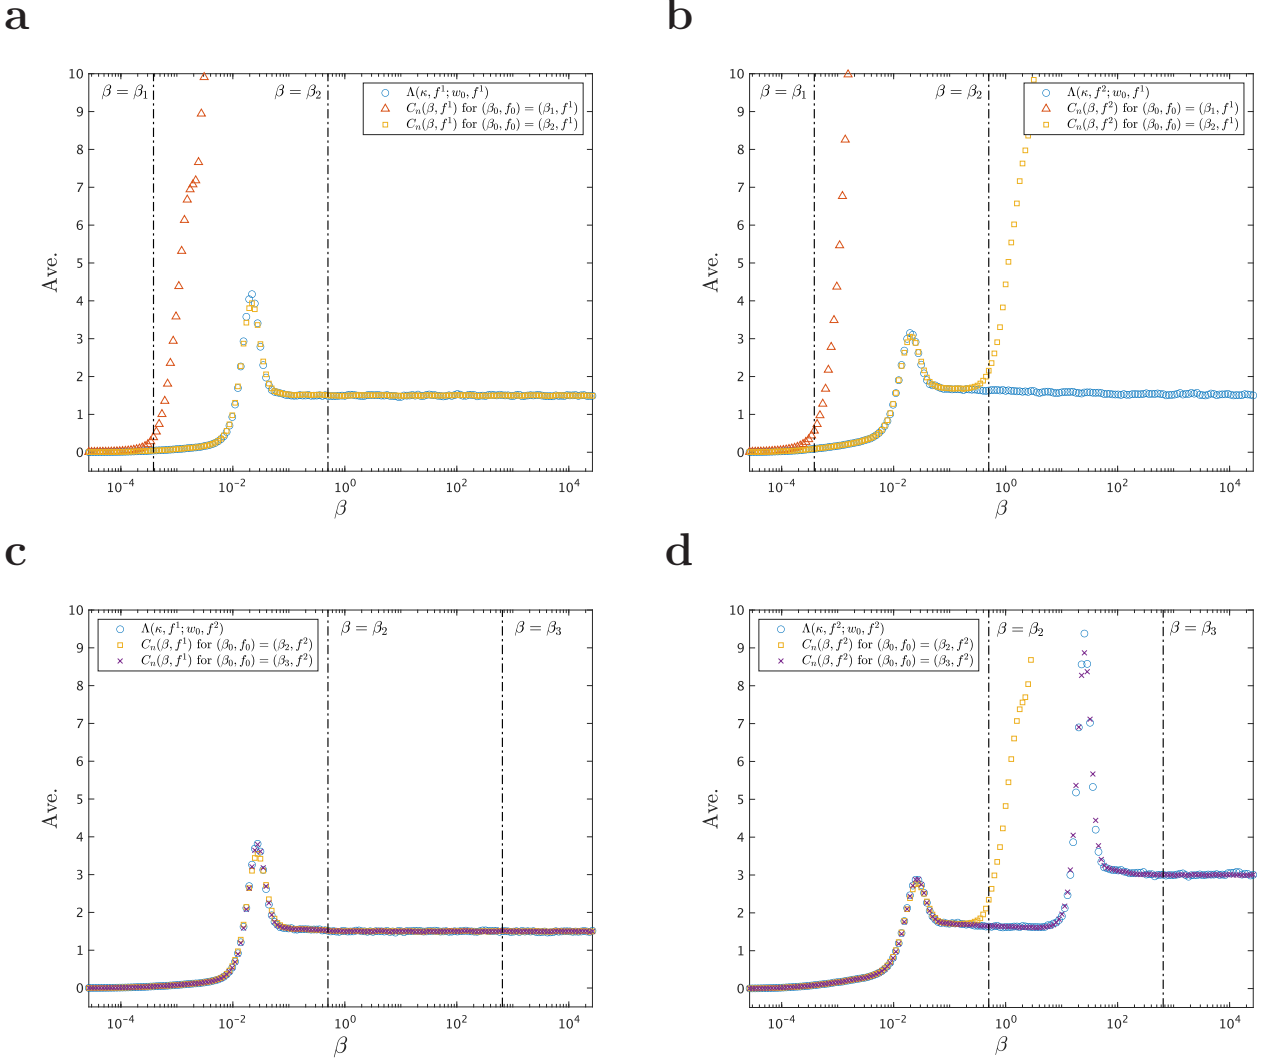 a
β = β₁
β = β₂
Λ(κ, f¹; w₀, f¹)
Cₙ(β, f¹) for (β₀, f₀) = (β₁, f¹)
Cₙ(β, f¹) for (β₀, f₀) = (β₂, f¹)
10
9
8
7
6
5
4
3
2
1
0
Ave.
10⁻⁴ 10⁻² 10⁰ 10² 10⁴
β
b
β = β₁
β = β₂
Λ(κ, f²; w₀, f¹)
Cₙ(β, f²) for (β₀, f₀) = (β₁, f¹)
Cₙ(β, f²) for (β₀, f₀) = (β₂, f¹)
10
9
8
7
6
5
4
3
2
1
0
Ave.
10⁻⁴ 10⁻² 10⁰ 10² 10⁴
β
c
Λ(κ, f¹; w₀, f²)
Cₙ(β, f¹) for (β₀, f₀) = (β₂, f²)
Cₙ(β, f¹) for (β₀, f₀) = (β₃, f²)
β = β₂
β = β₃
10
9
8
7
6
5
4
3
2
1
0
Ave.
10⁻⁴ 10⁻² 10⁰ 10² 10⁴
β
d
Λ(κ, f²; w₀, f²)
Cₙ(β, f²) for (β₀, f₀) = (β₂, f²)
Cₙ(β, f²) for (β₀, f₀) = (β₃, f²)
β = β₂
β = β₃
10
9
8
7
6
5
4
3
2
1
0
Ave.
10⁻⁴ 10⁻² 10⁰ 10² 10⁴
β